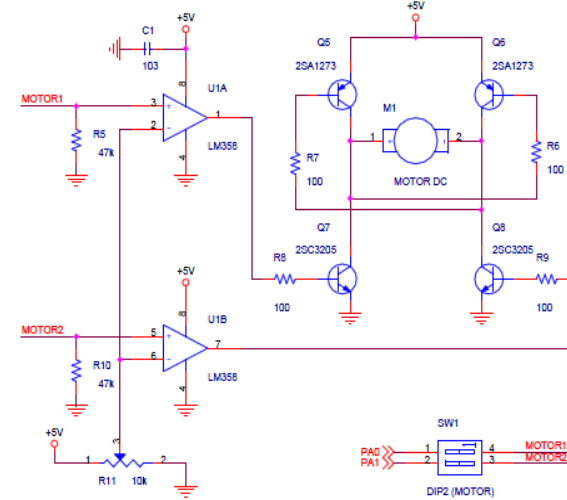 +5V
+5V
C1
103
Q5
Q6
2SA1273
2SA1273
MOTOR1
8
U1A
3
+
1
2
-
4
LM358
R5
47k
M1
1
+
-
2
MOTOR DC
R7
100
R6
100
Q7
Q8
2SC3205
2SC3205
R8
100
R9
100
+5V
8
U1B
MOTOR2
5
+
7
6
-
4
LM358
R10
47k
+5V
3
1
2
R11
10k
SW1
PA0
1
4
MOTOR1
PA1
2
3
MOTOR2
DIP2 (MOTOR)